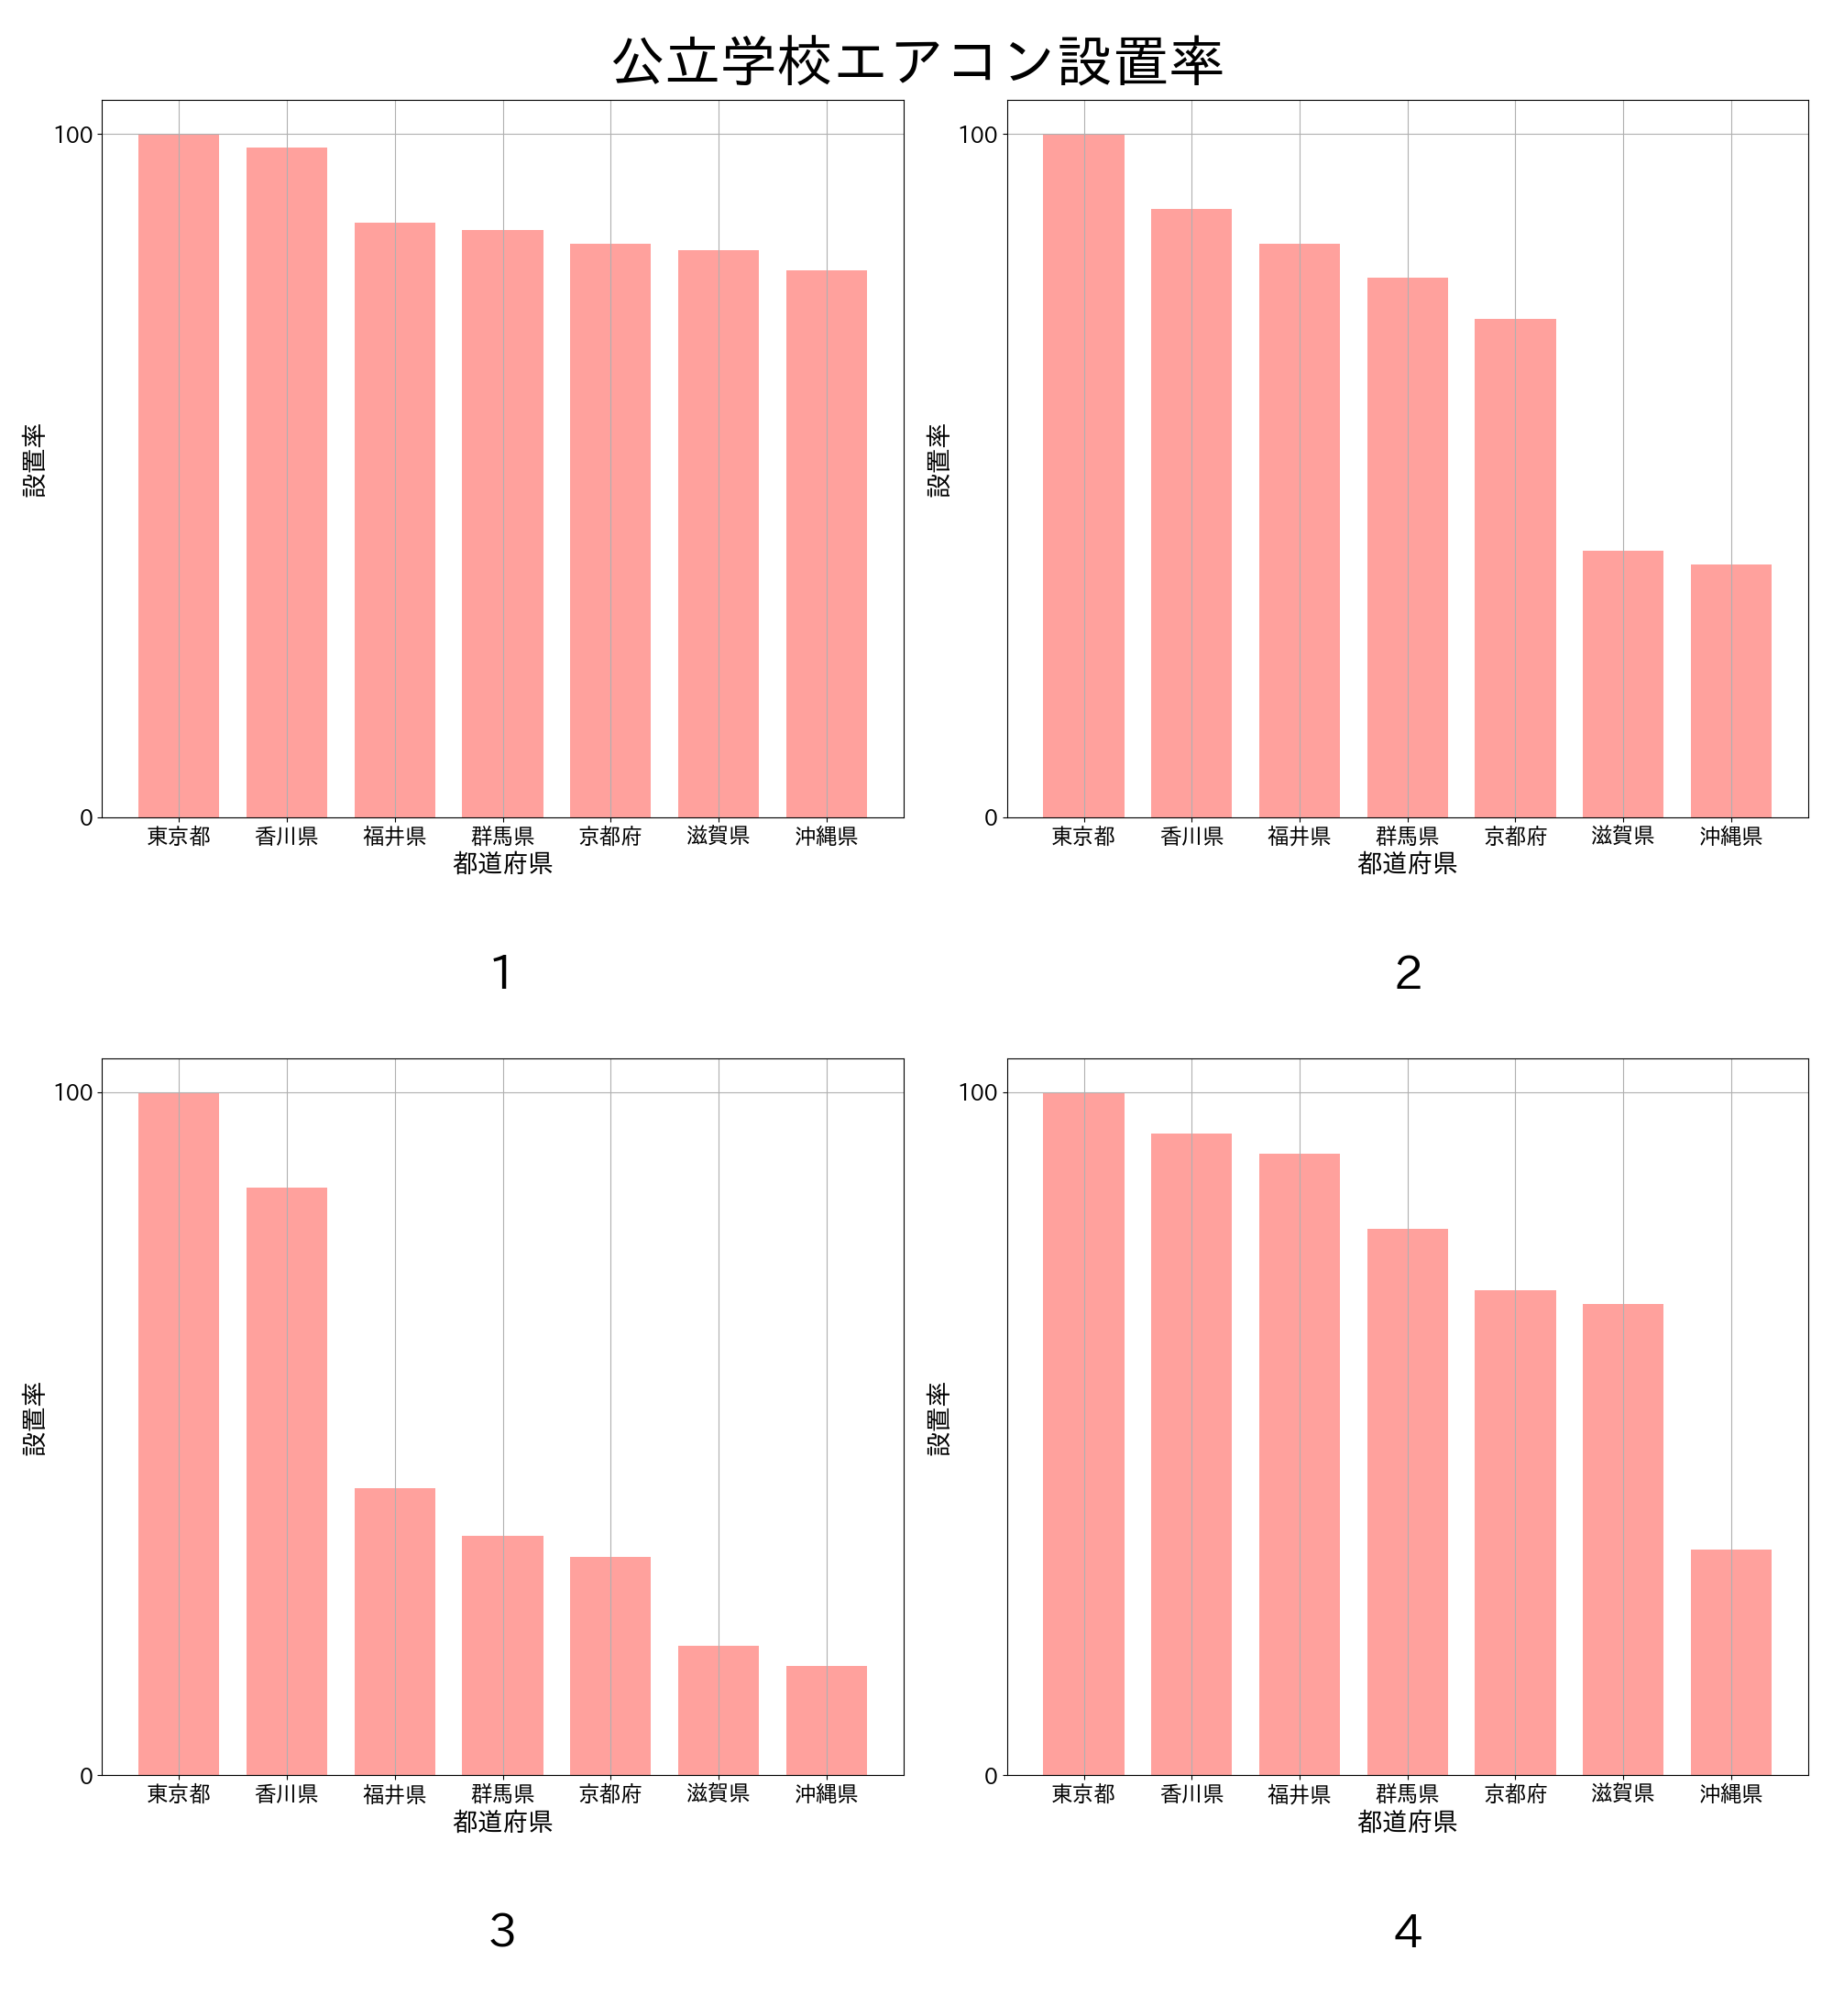 公立学校エアコン設置率
100
設置率
0
東京都 香川県 福井県 群馬県 京都府 滋賀県 沖縄県
都道府県
1
100
設置率
0
東京都 香川県 福井県 群馬県 京都府 滋賀県 沖縄県
都道府県
2
100
設置率
0
東京都 香川県 福井県 群馬県 京都府 滋賀県 沖縄県
都道府県
3
100
設置率
0
東京都 香川県 福井県 群馬県 京都府 滋賀県 沖縄県
都道府県
4